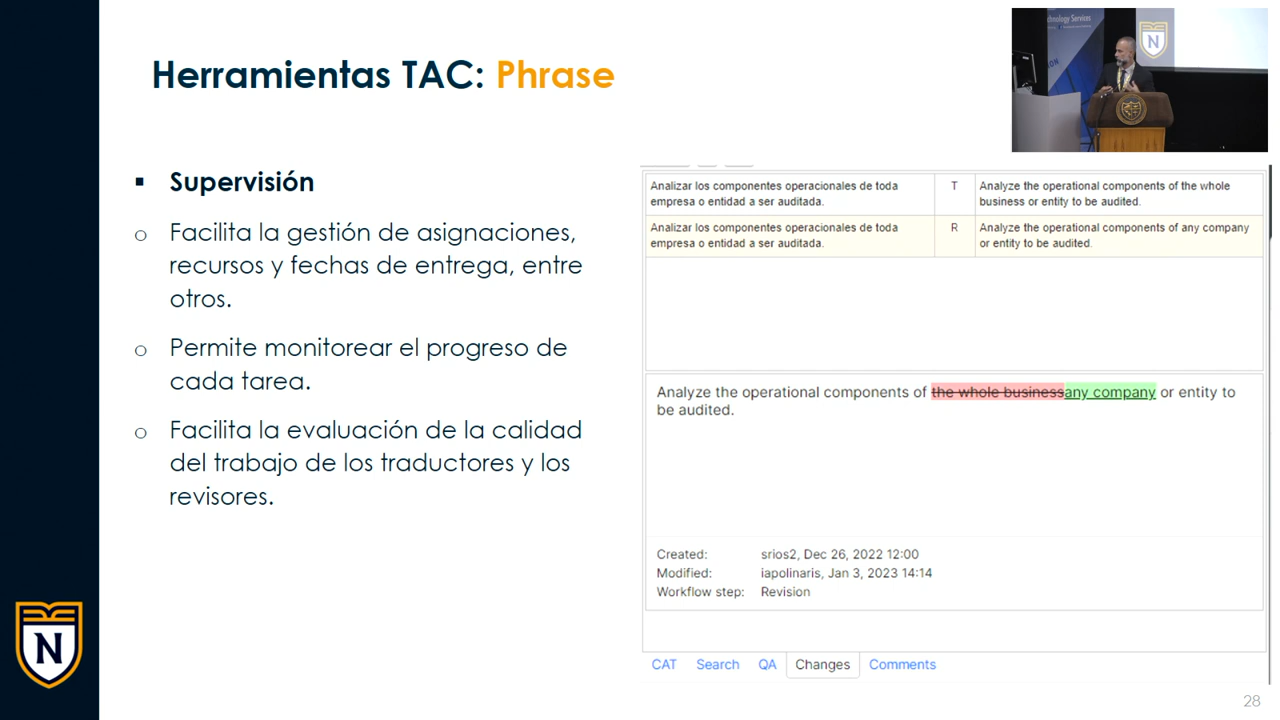 Herramientas TAC: Phrase
chnology Services
N
ON
▪ Supervisión
o Facilita la gestión de asignaciones,
recursos y fechas de entrega, entre
otros.
o Permite monitorear el progreso de
cada tarea.
o Facilita la evaluación de la calidad
del trabajo de los traductores y los
revisores.
Analizar los componentes operacionales de toda
empresa o entidad a ser auditada.
T
Analyze the operational components of the whole
business or entity to be audited.
Analizar los componentes operacionales de toda
empresa o entidad a ser auditada.
R
Analyze the operational components of any company
or entity to be audited.
Analyze the operational components of the whole businessany company or entity to
be audited.
Created: srios2, Dec 26, 2022 12:00
Modified: iapolinaris, Jan 3, 2023 14:14
Workflow step: Revision
CAT Search QA Changes Comments
N
28